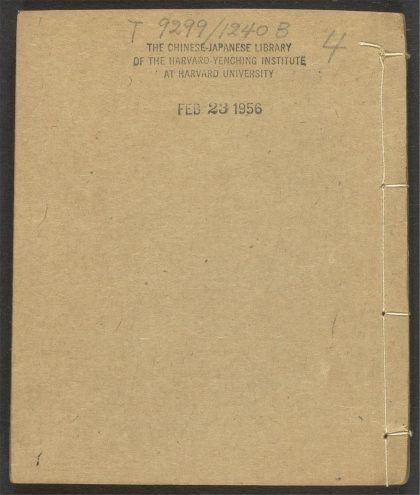 T 9299/1240 B
4
THE CHINESE-JAPANESE LIBRARY
OF THE HARVARD-YENCHING INSTITUTE
AT HARVARD UNIVERSITY
FEB 23 1956